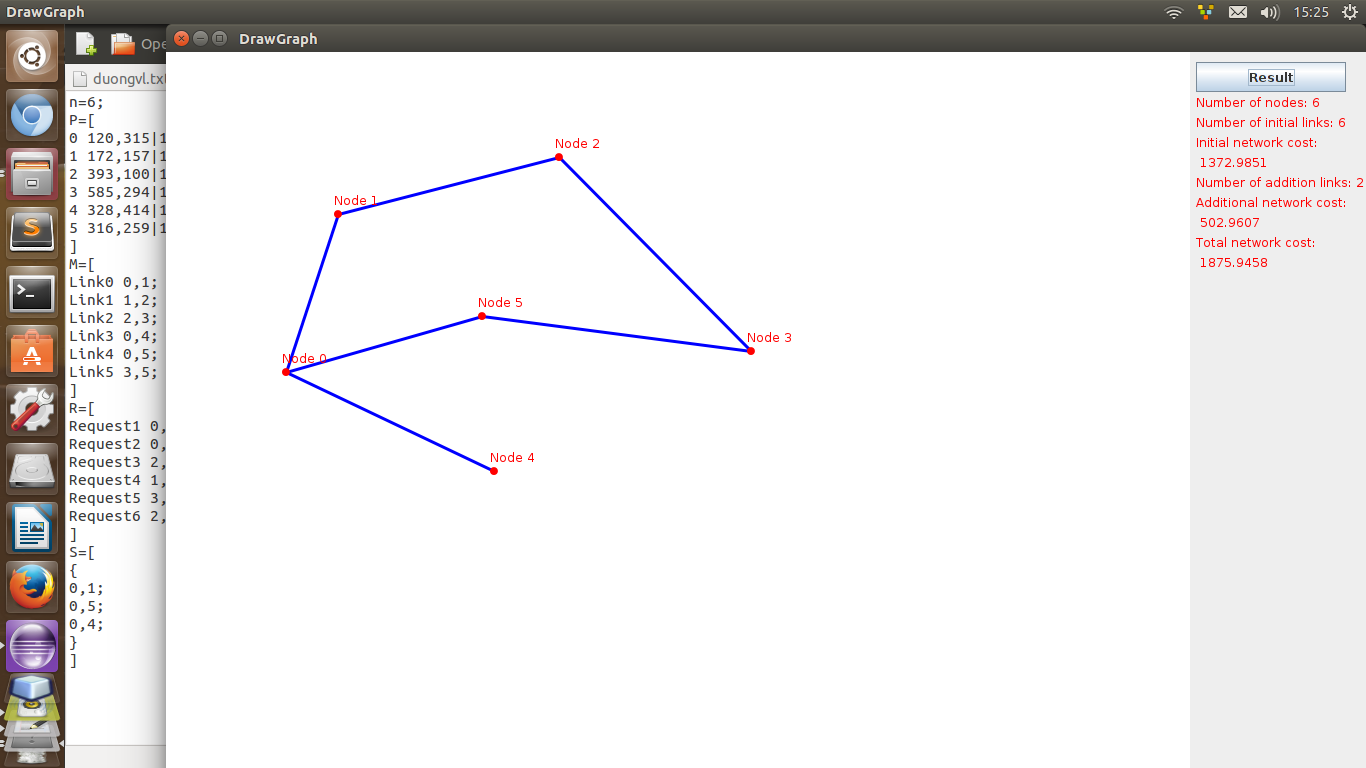 DrawGraph
15:25
DrawGraph
Ope
duongvl.tx
n=6;
P=[
0 120,315|1
1 172,157|1
2 393,100|1
3 585,294|1
4 328,414|1
5 316,259|1
]
M=[
Link0 0,1;
Link1 1,2;
Link2 2,3;
Link3 0,4;
Link4 0,5;
Link5 3,5;
]
R=[
Request1 0,
Request2 0,
Request3 2,
Request4 1,
Request5 3,
Request6 2,
]
S=[
{
0,1;
0,5;
0,4;
}
]
Node 2
Node 1
Node 5
Node 3
Node 0
Node 4
Result
Number of nodes: 6
Number of initial links: 6
Initial network cost:
1372.9851
Number of addition links: 2
Additional network cost:
502.9607
Total network cost:
1875.9458